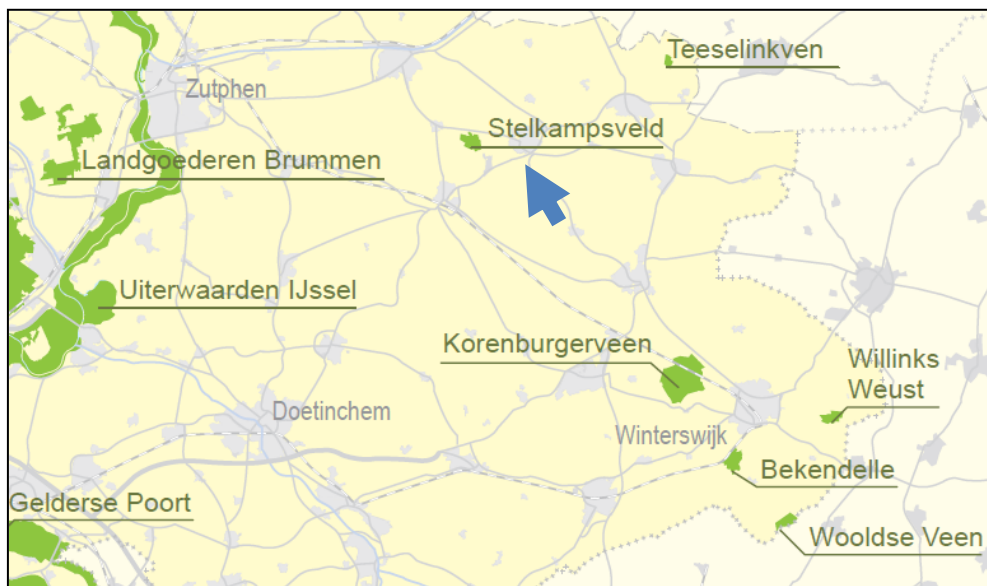 Teeselinkven
Zutphen
Stelkampsveld
Landgoederen Brummen
Uiterwaarden IJssel
Korenburgerveen
Willinks
Weust
Doetinchem
Winterswijk
Bekendelle
Gelderse Poort
Wooldse Veen